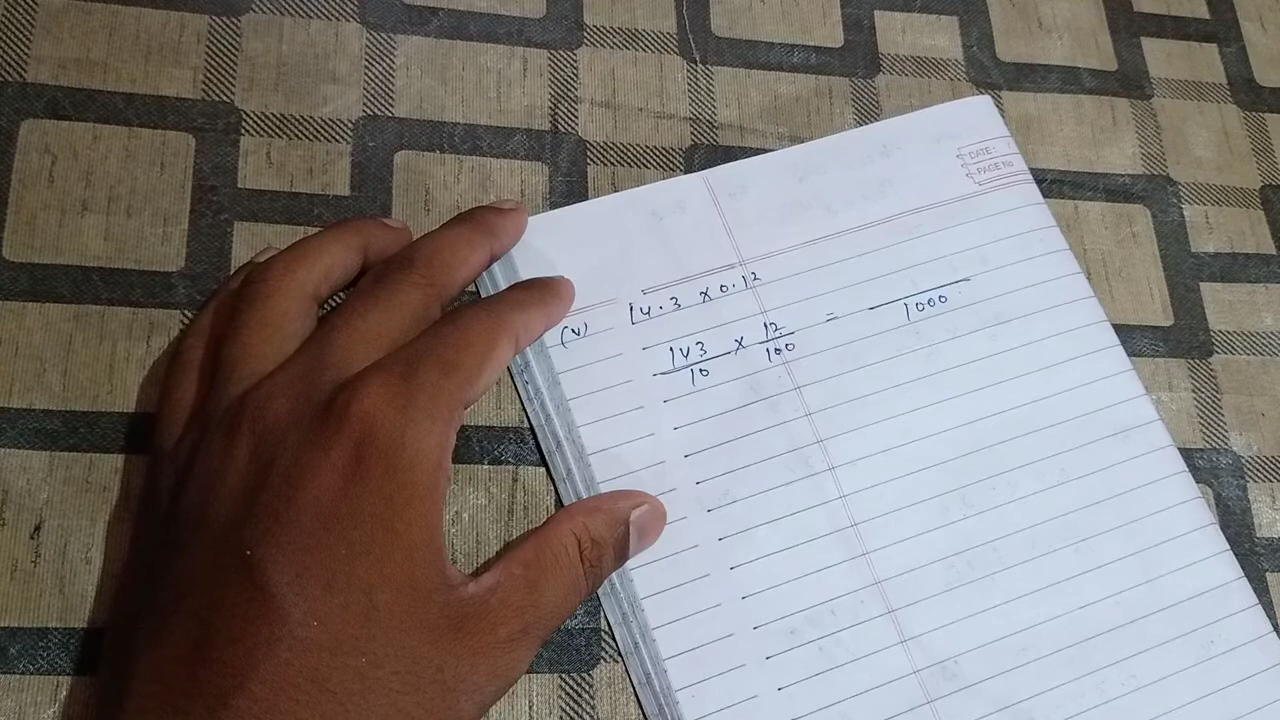 DATE:
PAGE No
(v) 14.3 x 0.12
143/10 x 12/100 = /1000